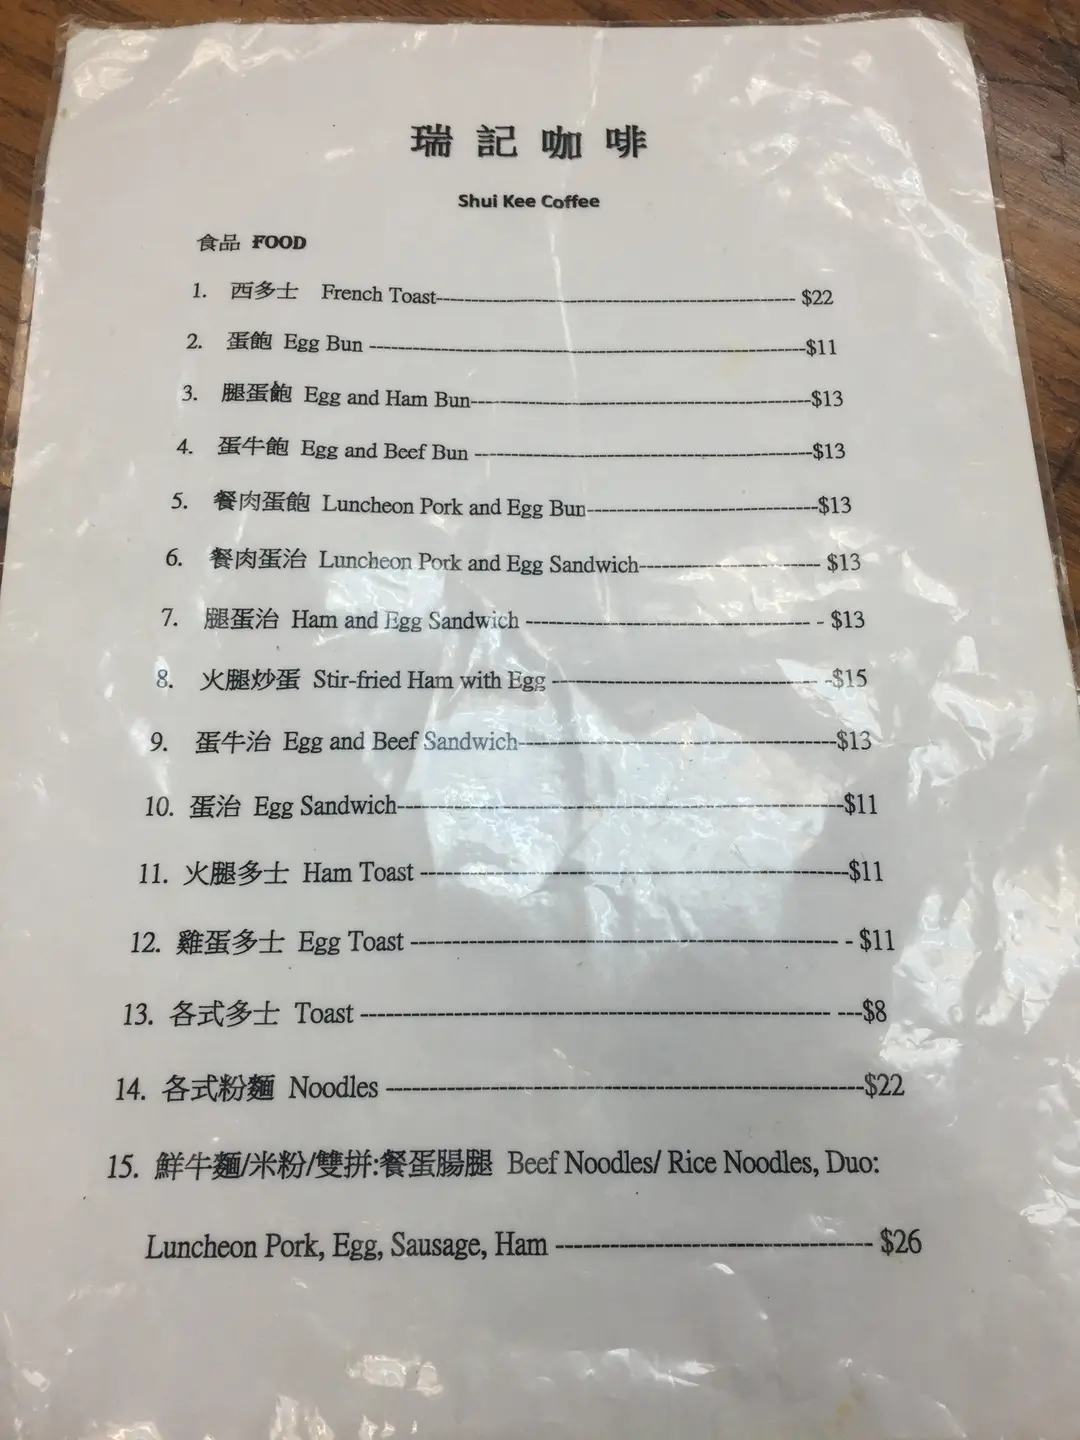 瑞記咖啡
Shui Kee Coffee
食品 FOOD
1. 西多士 French Toast---------- $22
2. 蛋飽 Egg Bun ----------$11
3. 腿蛋飽 Egg and Ham Bun----------$13
4. 蛋牛飽 Egg and Beef Bun ----------$13
5. 餐肉蛋飽 Luncheon Pork and Egg Bun----------$13
6. 餐肉蛋治 Luncheon Pork and Egg Sandwich---------- $13
7. 腿蛋治 Ham and Egg Sandwich ---------- - $13
8. 火腿炒蛋 Stir-fried Ham with Egg ---------- -$15
9. 蛋牛治 Egg and Beef Sandwich----------$13
10. 蛋治 Egg Sandwich----------$11
11. 火腿多士 Ham Toast ----------$11
12. 雞蛋多士 Egg Toast ---------- - $11
13. 各式多士 Toast ---------- ---$8
14. 各式粉麵 Noodles ----------$22
15. 鮮牛麵/米粉/雙拼:餐蛋腸腿 Beef Noodles/ Rice Noodles, Duo:
Luncheon Pork, Egg, Sausage, Ham ---------- $26